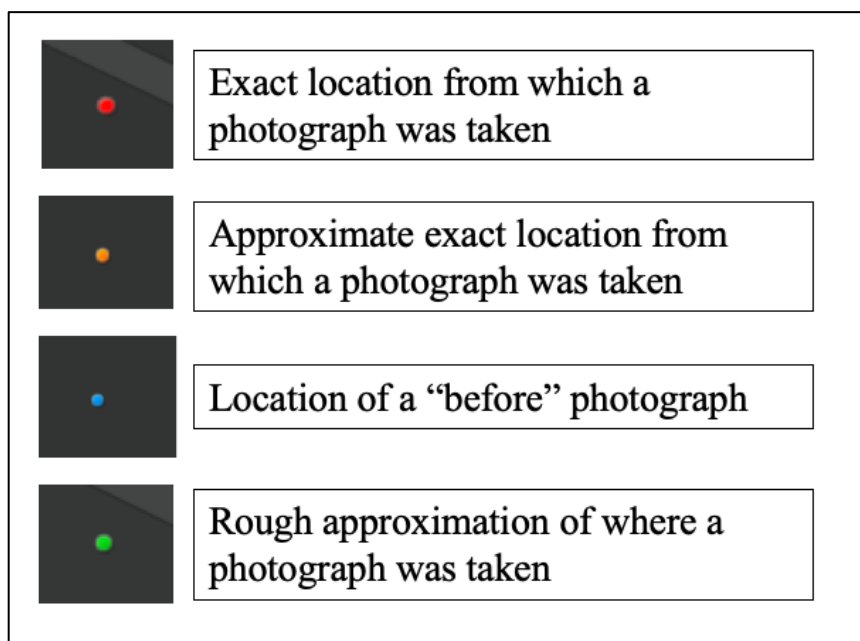 Exact location from which a
photograph was taken
Approximate exact location from
which a photograph was taken
Location of a “before” photograph
Rough approximation of where a
photograph was taken